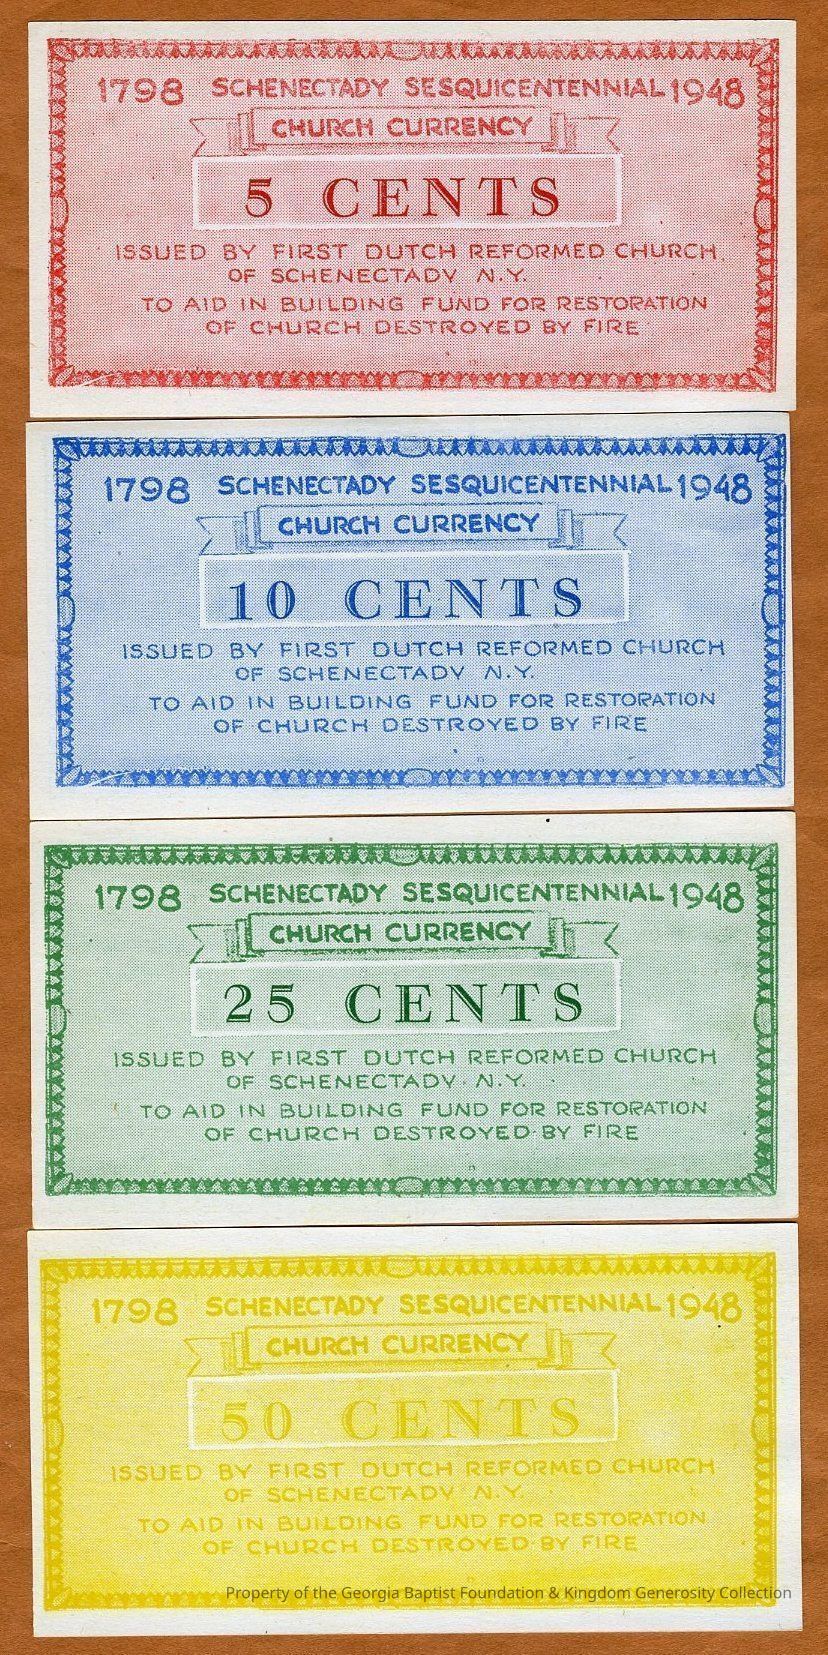 1798 SCHENECTADY SESQUICENTENNIAL 1948
CHURCH CURRENCY
5 CENTS
ISSUED BY FIRST DUTCH REFORMED CHURCH
OF SCHENECTADY N.Y.
TO AID IN BUILDING FUND FOR RESTORATION
OF CHURCH DESTROYED BY FIRE
1798 SCHENECTADY SESQUICENTENNIAL 1948
CHURCH CURRENCY
10 CENTS
ISSUED BY FIRST DUTCH REFORMED CHURCH
OF SCHENECTADY N.Y.
TO AID IN BUILDING FUND FOR RESTORATION
OF CHURCH DESTROYED BY FIRE
1798 SCHENECTADY SESQUICENTENNIAL 1948
CHURCH CURRENCY
25 CENTS
ISSUED BY FIRST DUTCH REFORMED CHURCH
OF SCHENECTADY N.Y.
TO AID IN BUILDING FUND FOR RESTORATION
OF CHURCH DESTROYED BY FIRE
1798 SCHENECTADY SESQUICENTENNIAL 1948
CHURCH CURRENCY
50 CENTS
ISSUED BY FIRST DUTCH REFORMED CHURCH
OF SCHENECTADY N.Y.
TO AID IN BUILDING FUND FOR RESTORATION
OF CHURCH DESTROYED BY FIRE
Property of the Georgia Baptist Foundation & Kingdom Generosity Collection